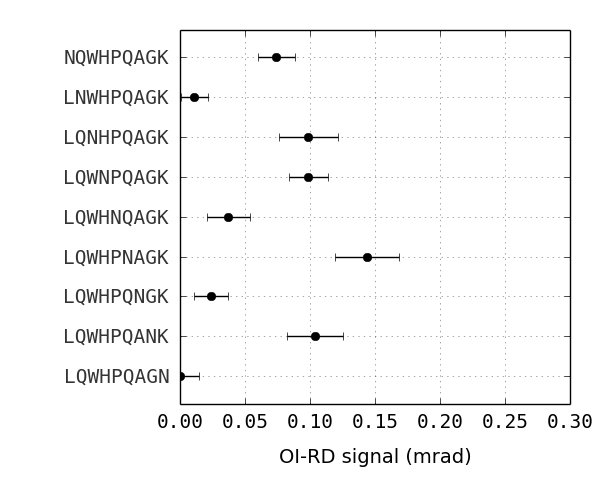 NQWHPQAGK
LNWHPQAGK
LQNHPQAGK
LQWNPQAGK
LQWHNQAGK
LQWHPNAGK
LQWHPQNGK
LQWHPQANK
LQWHPQAGN
0.00 0.05 0.10 0.15 0.20 0.25 0.30
OI-RD signal (mrad)